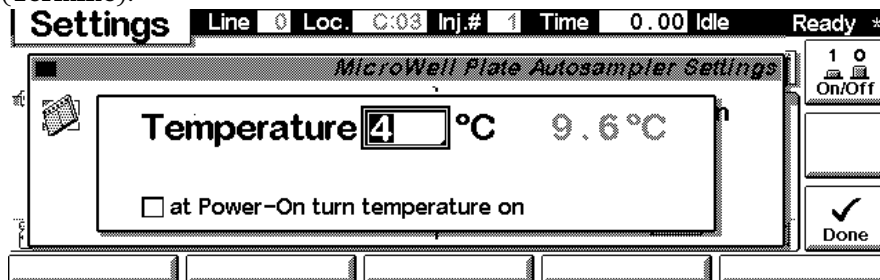 Settings Line 0 Loc. C:03 Inj.# 1 Time 0.00 Idle Ready *
MicroWell Plate Autosampler Settings
1 0
On/Off
Temperature 4 °C 9.6°C
at Power-On turn temperature on
Done